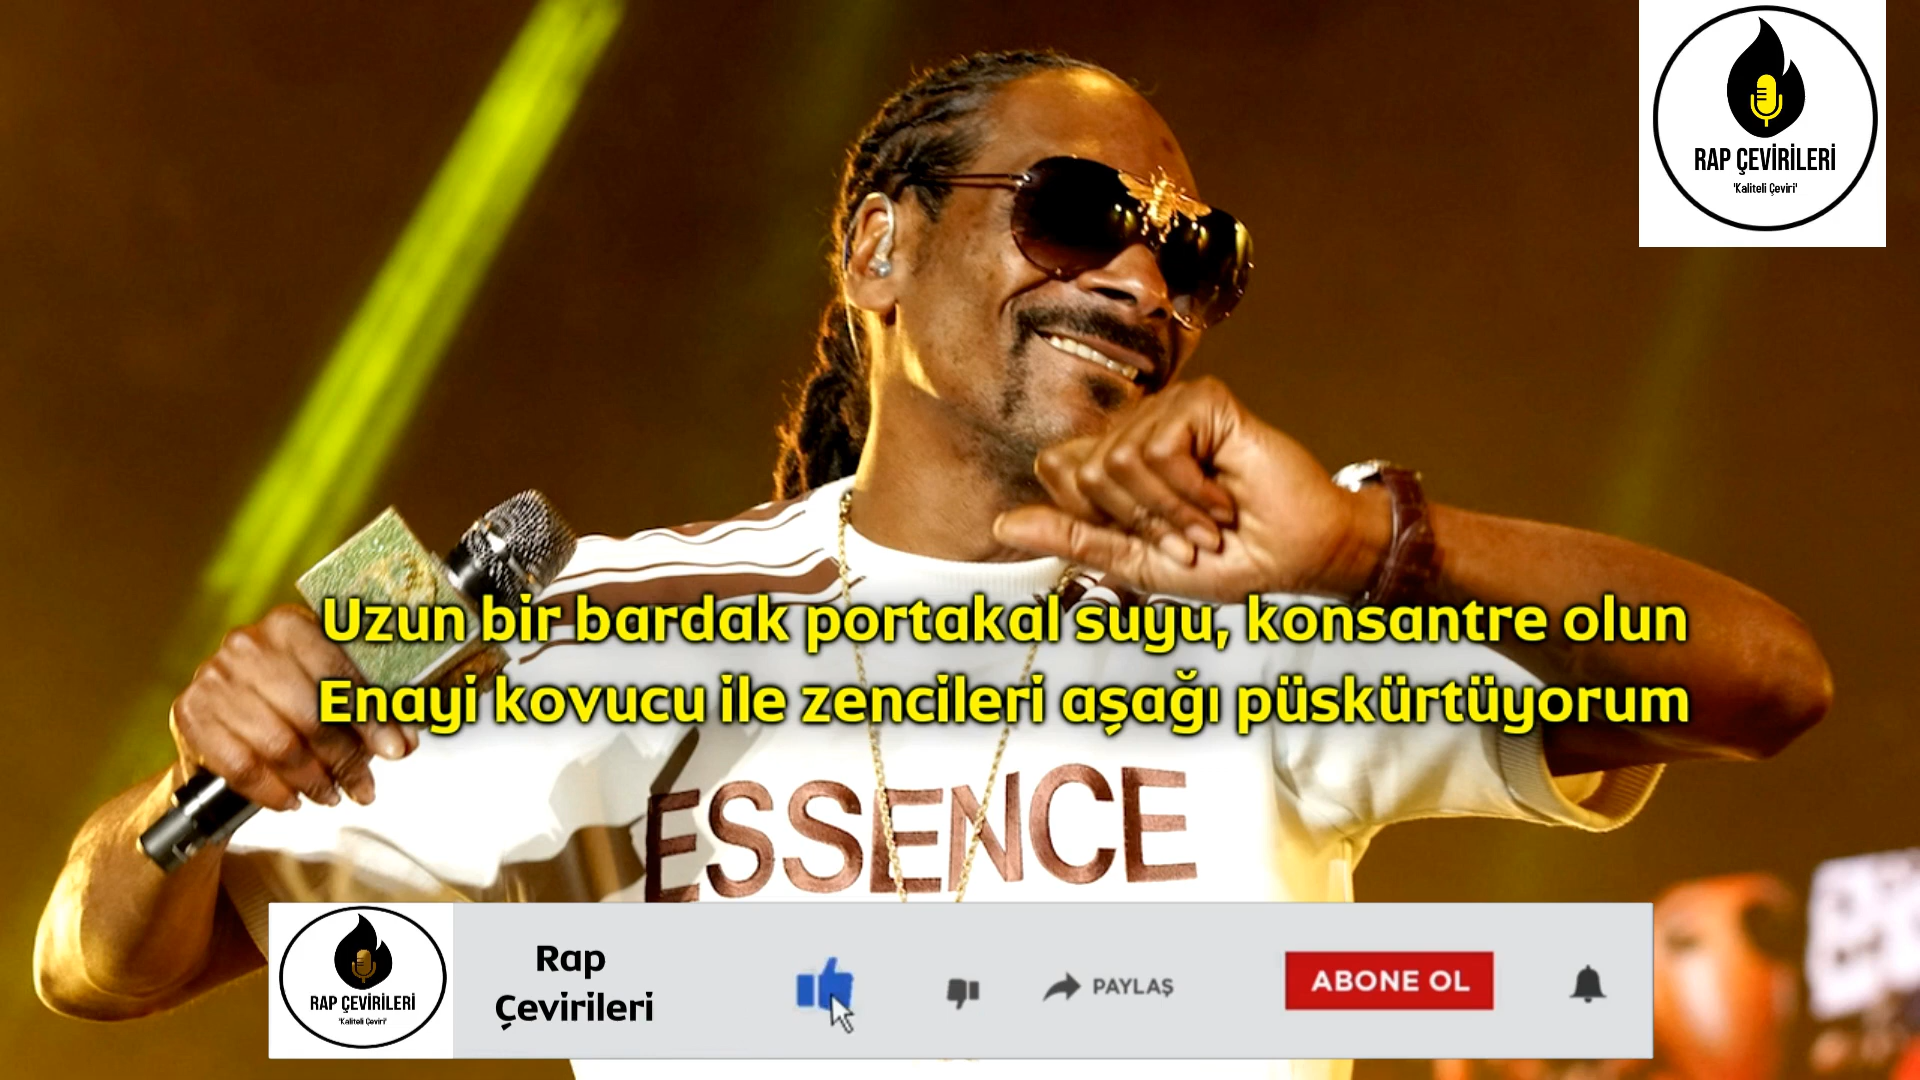 RAP ÇEVİRİLERİ
'Kaliteli Çeviri'
Uzun bir bardak portakal suyu, konsantre olun
Enayi kovucu ile zencileri aşağı püskürtüyorum
ESSENCE
RAP ÇEVİRİLERİ
'Kaliteli Çeviri'
Rap
Çevirileri
PAYLAŞ
ABONE OL